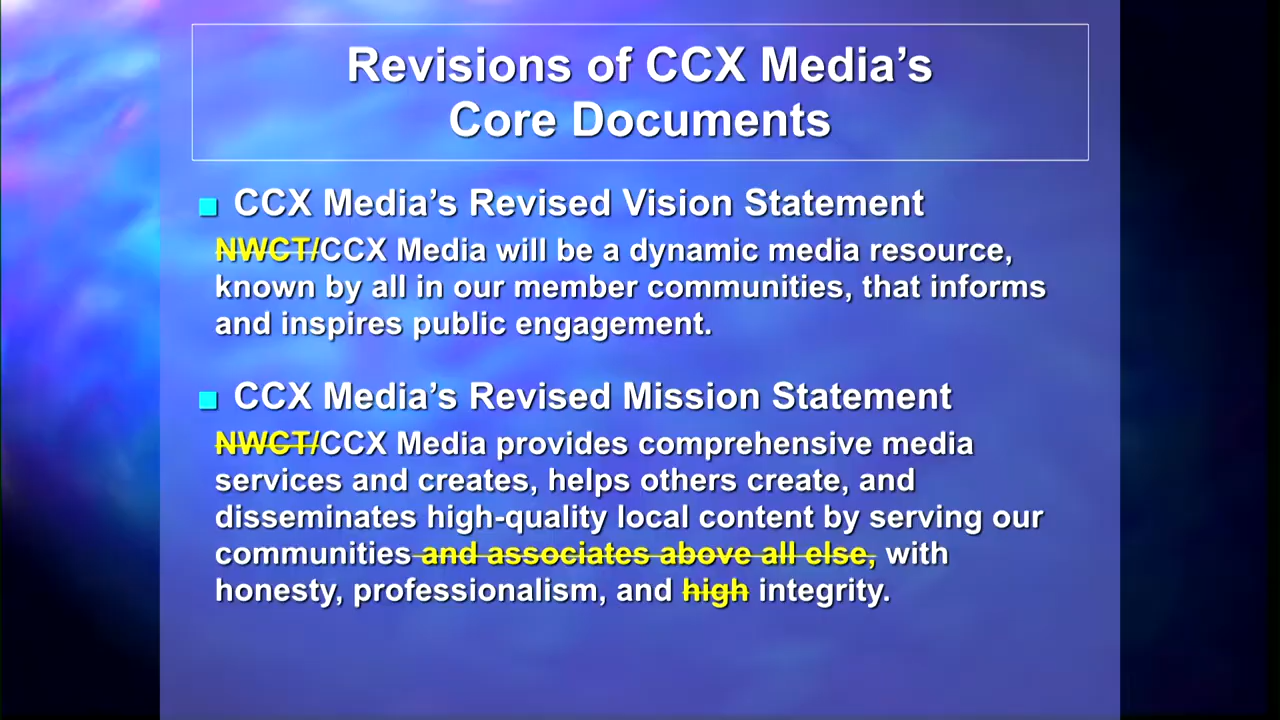 Revisions of CCX Media’s
Core Documents
CCX Media’s Revised Vision Statement
NWCT/CCX Media will be a dynamic media resource,
known by all in our member communities, that informs
and inspires public engagement.
CCX Media’s Revised Mission Statement
NWCT/CCX Media provides comprehensive media
services and creates, helps others create, and
disseminates high-quality local content by serving our
communities and associates above all else, with
honesty, professionalism, and high integrity.